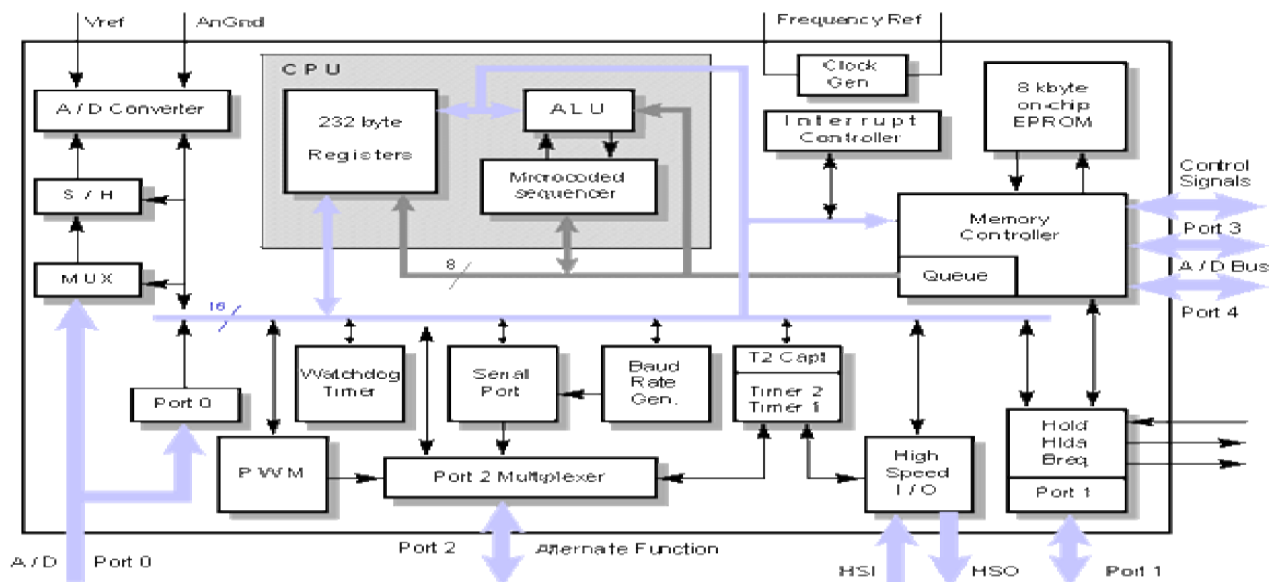 Vref
AnGnd
Frequency Ref
CPU
Clock
Gen
8 kbyte
on-chip
EPROM
A/D Converter
232 byte
Registers
ALU
Interrupt
Controller
Microcoded
sequencer
S/H
Control
Signals
Memory
Controller
Port 3
MUX
8
Queue
A/D Bus
16
Port 4
Watchdog
Timer
Serial
Port
Baud
Rate
Gen.
T2 Capt
Timer 2
Timer 1
Port 0
PWM
Port 2 Multiplexer
High
Speed
I/O
Hold
Hlda
Breq
Port 1
A/D
Port 0
Port 2
Alternate Function
HSI
HSO
Port 1